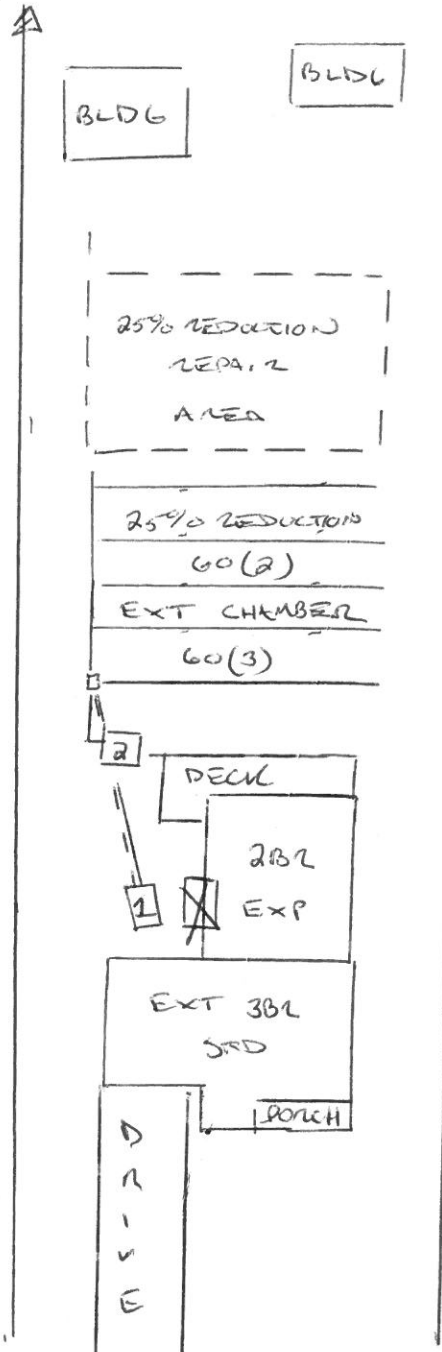 BLDG
BLDG
25% REDUCTION
REPAIR
AREA
25% REDUCTION
60(2)
EXT CHAMBER
60(3)
2
DECK
2BR
EXP
1
EXT 3BR
STD
PORCH
DRIVE